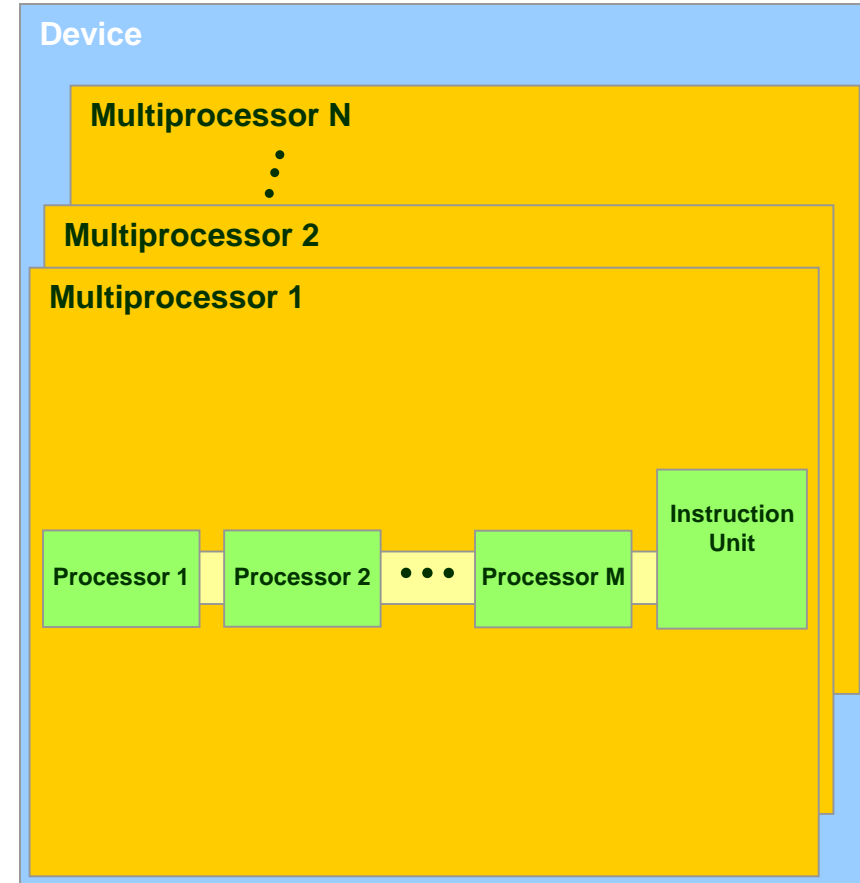 Device
Multiprocessor N
Multiprocessor 2
Multiprocessor 1
Instruction
Unit
Processor 1
Processor 2
• • •
Processor M